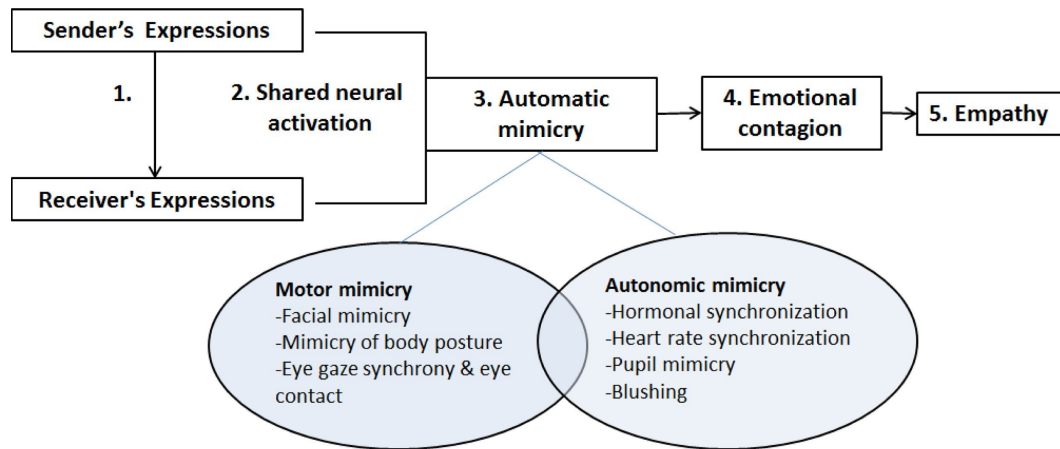 Sender's  Expressions
1.
2. Shared neural
activation
3. Automatic
mimicry
4. Emotional
contagion
5. Empathy
Receiver's Expressions
Motor mimicry
-Facial mimicry
-Mimicry of body posture
-Eye gaze synchrony & eye
contact
Autonomic mimicry
-Hormonal synchronization
-Heart rate synchronization
-Pupil mimicry
-Blushing